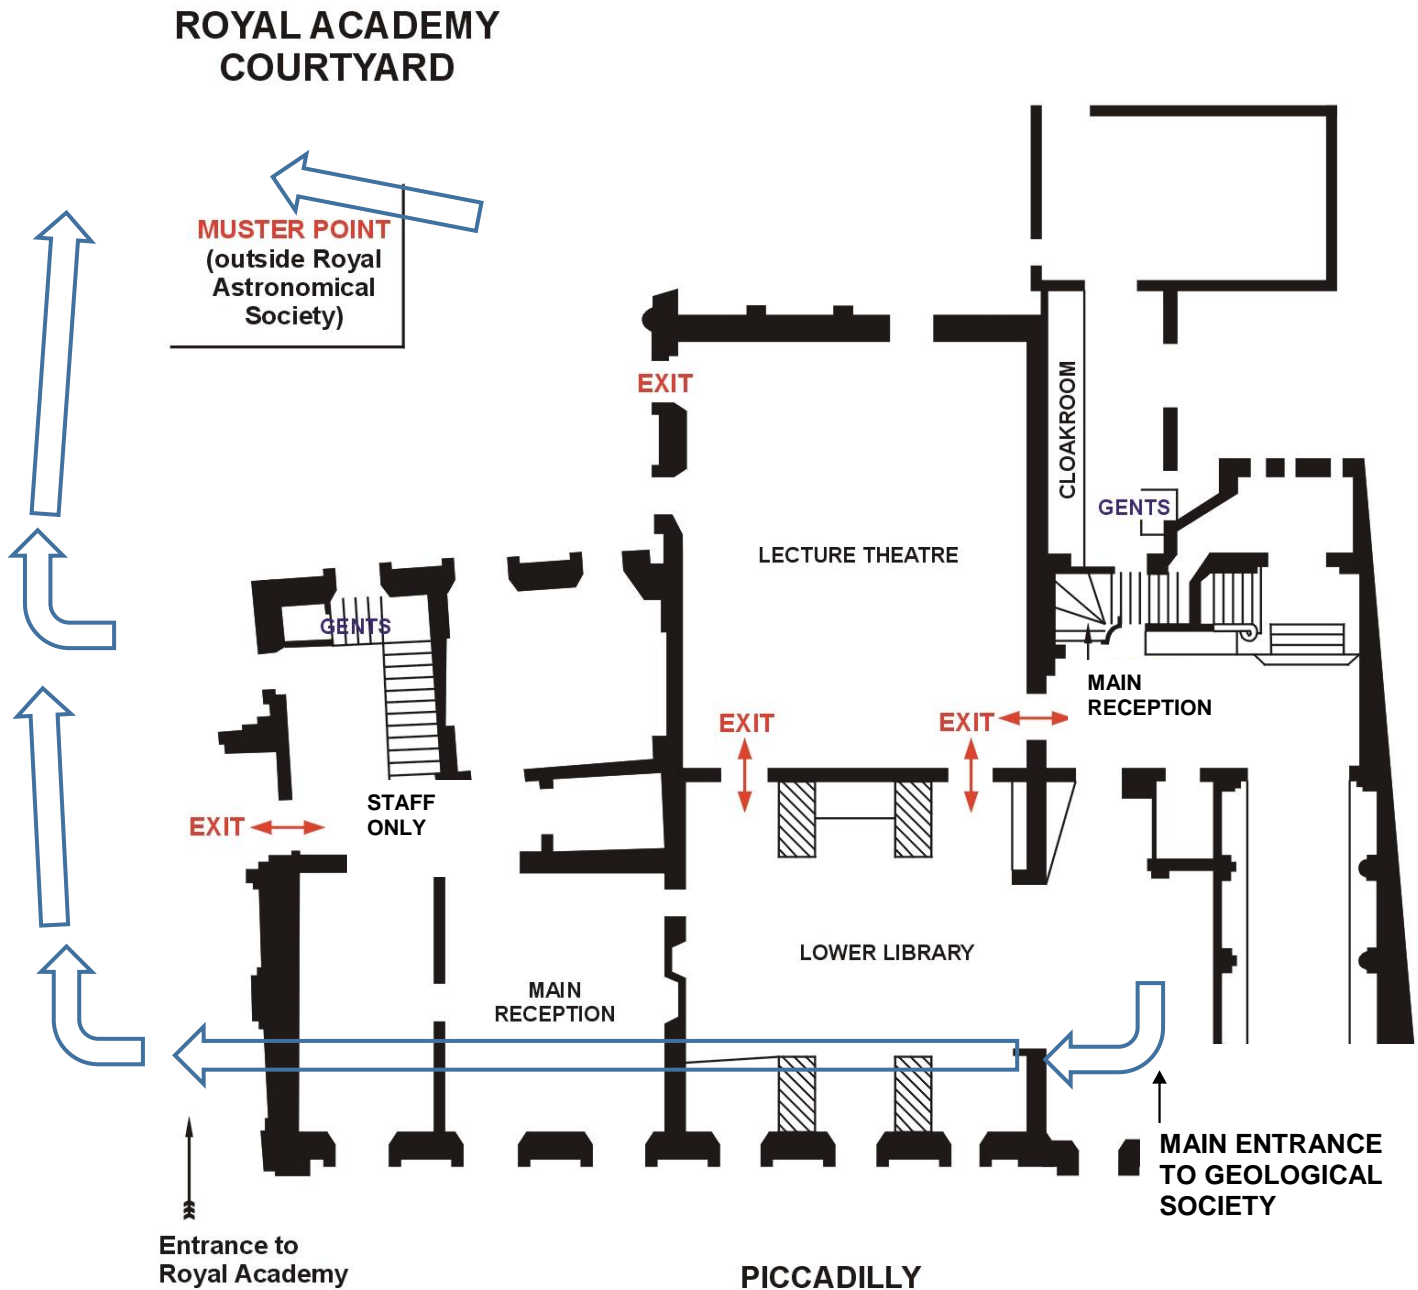 ROYAL ACADEMY
COURTYARD
MUSTER POINT
(outside Royal
Astronomical
Society)
EXIT
CLOAKROOM
GENTS
LECTURE THEATRE
GENTS
MAIN
RECEPTION
EXIT
EXIT
STAFF
ONLY
EXIT
LOWER LIBRARY
MAIN
RECEPTION
MAIN ENTRANCE
TO GEOLOGICAL
SOCIETY
Entrance to
Royal Academy
PICCADILLY